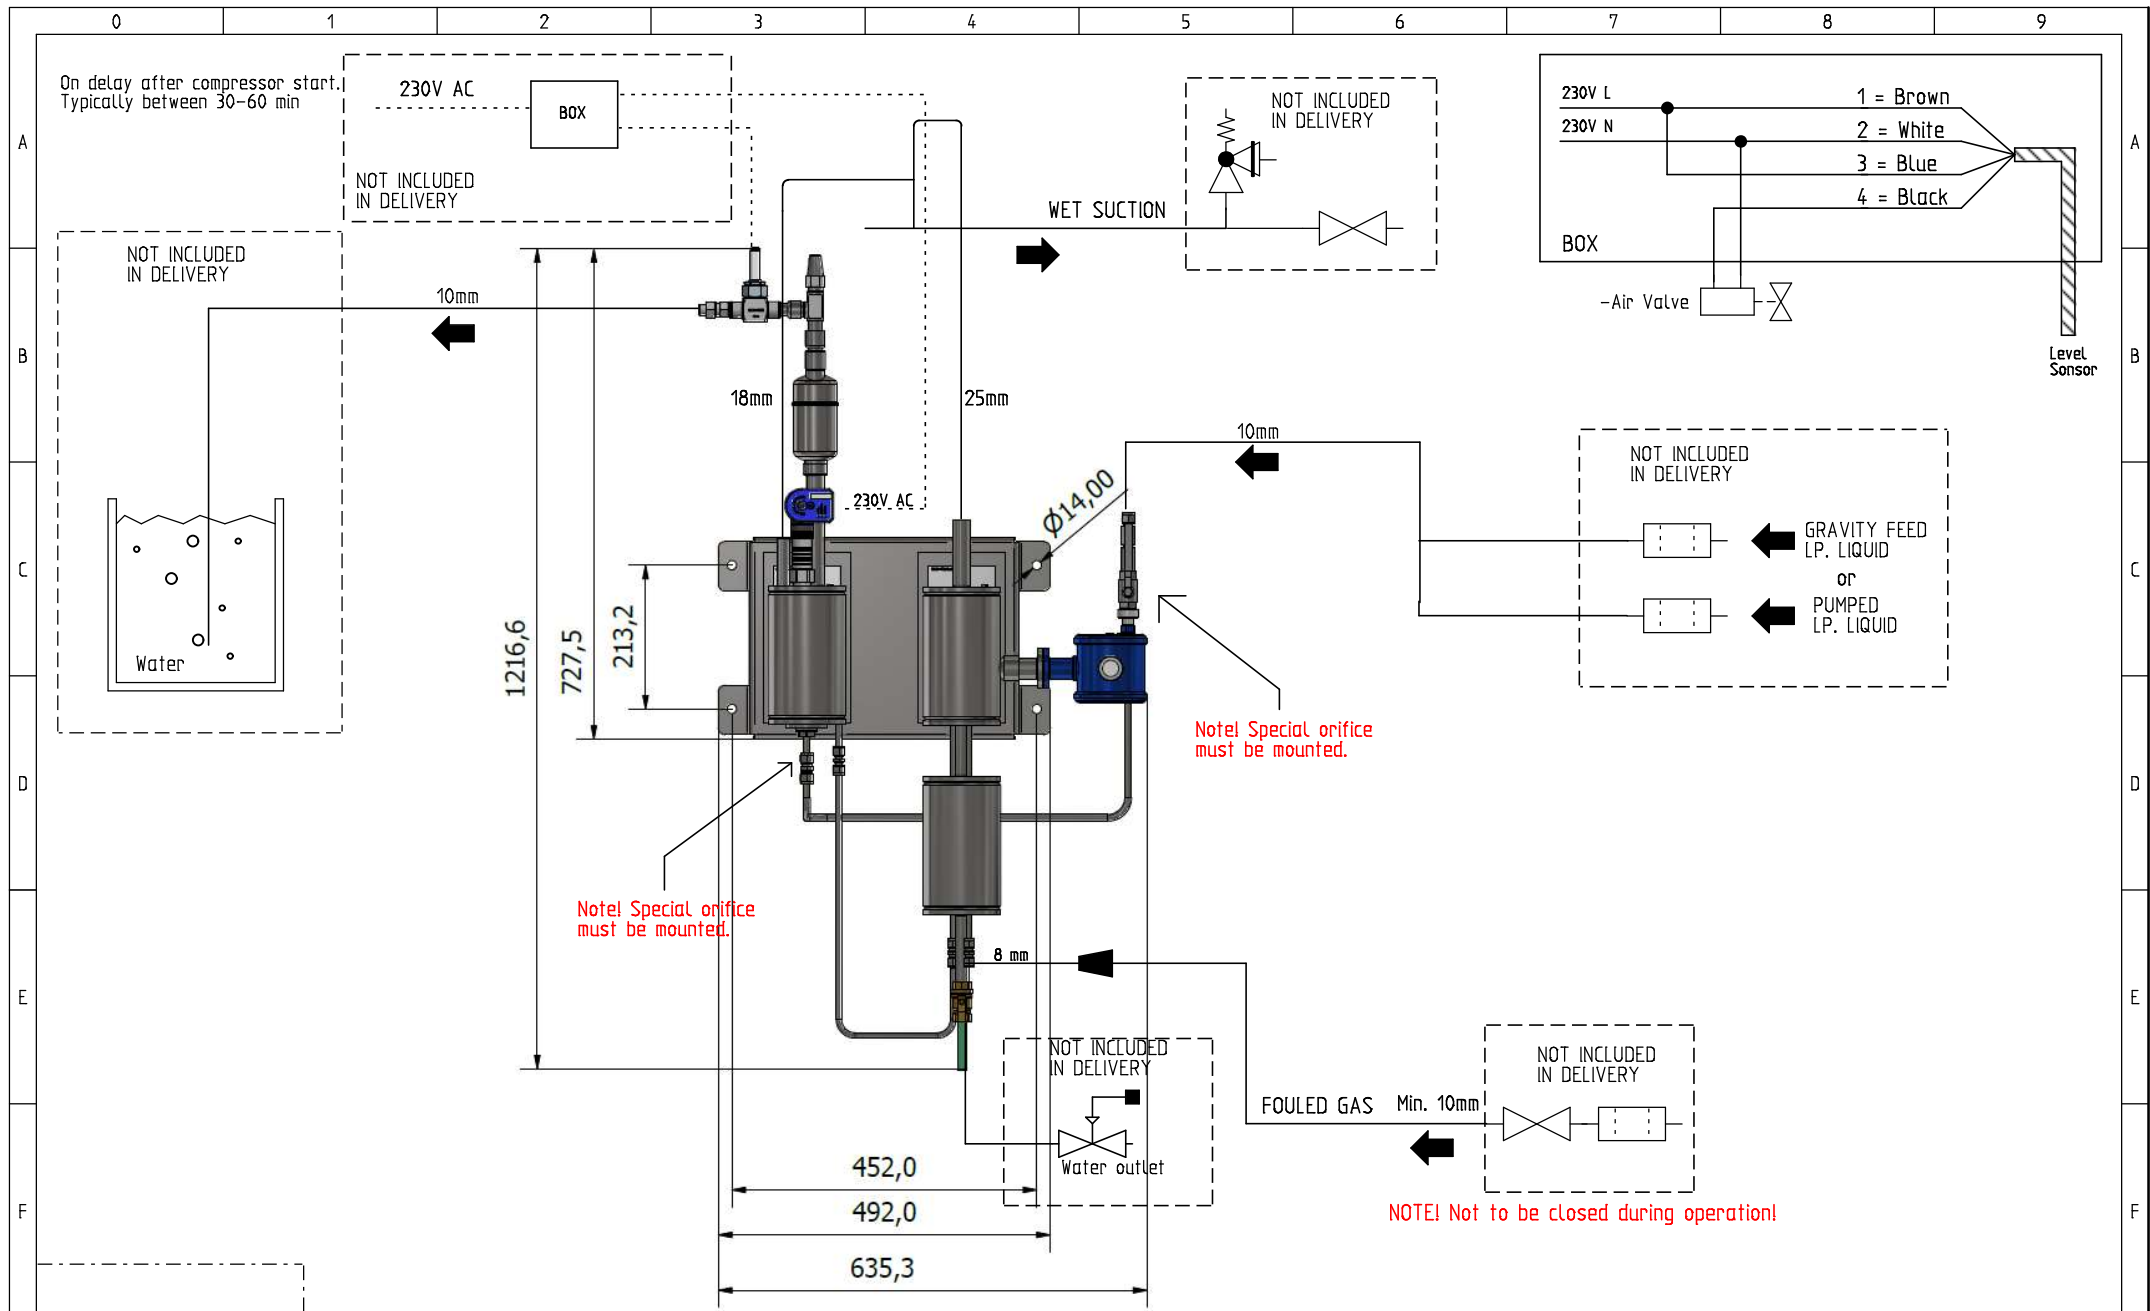 0 1 2 3 4 5 6 7 8 9
On delay after compressor start.
Typically between 30-60 min
230V AC
BOX
NOT INCLUDED
IN DELIVERY
NOT INCLUDED
IN DELIVERY
WET SUCTION
230V L
230V N
1 = Brown
2 = White
3 = Blue
4 = Black
BOX
-Air Valve
Level
Sonsor
A
A
NOT INCLUDED
IN DELIVERY
10mm
B
B
18mm
25mm
10mm
NOT INCLUDED
IN DELIVERY
230V AC
Ø14,00
GRAVITY FEED
LP. LIQUID
or
PUMPED
LP. LIQUID
C
C
Water
1216,6
727,5
213,2
Note! Special orifice
must be mounted.
D
D
Note! Special orifice
must be mounted.
8 mm
E
E
NOT INCLUDED
IN DELIVERY
Water outlet
FOULED GAS
Min. 10mm
NOT INCLUDED
IN DELIVERY
NOTE! Not to be closed during operation!
F
F
452,0
492,0
635,3